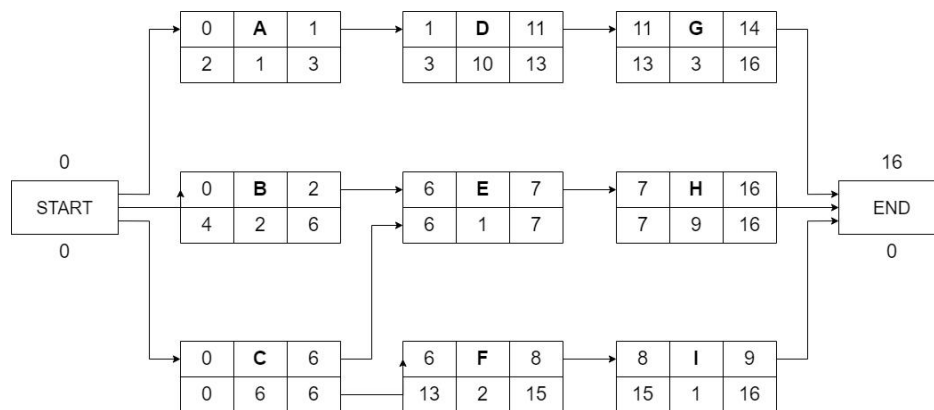 0 A 1 1 D 11 11 G 14
2 1 3 3 10 13 13 3 16
0 16
0 B 2 6 E 7 7 H 16
START END
4 2 6 6 1 7 7 9 16
0 0
0 C 6 6 F 8 8 I 9
0 6 6 13 2 15 15 1 16